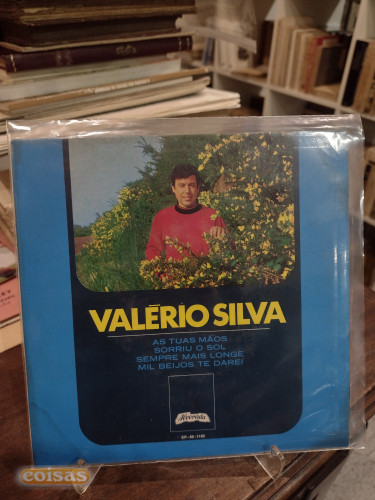 VALÉRIO SILVA
AS TUAS MÃOS
SORRIU O SOL
SEMPRE MAIS LONGE
MIL BEIJOS TE DAREI
coisas